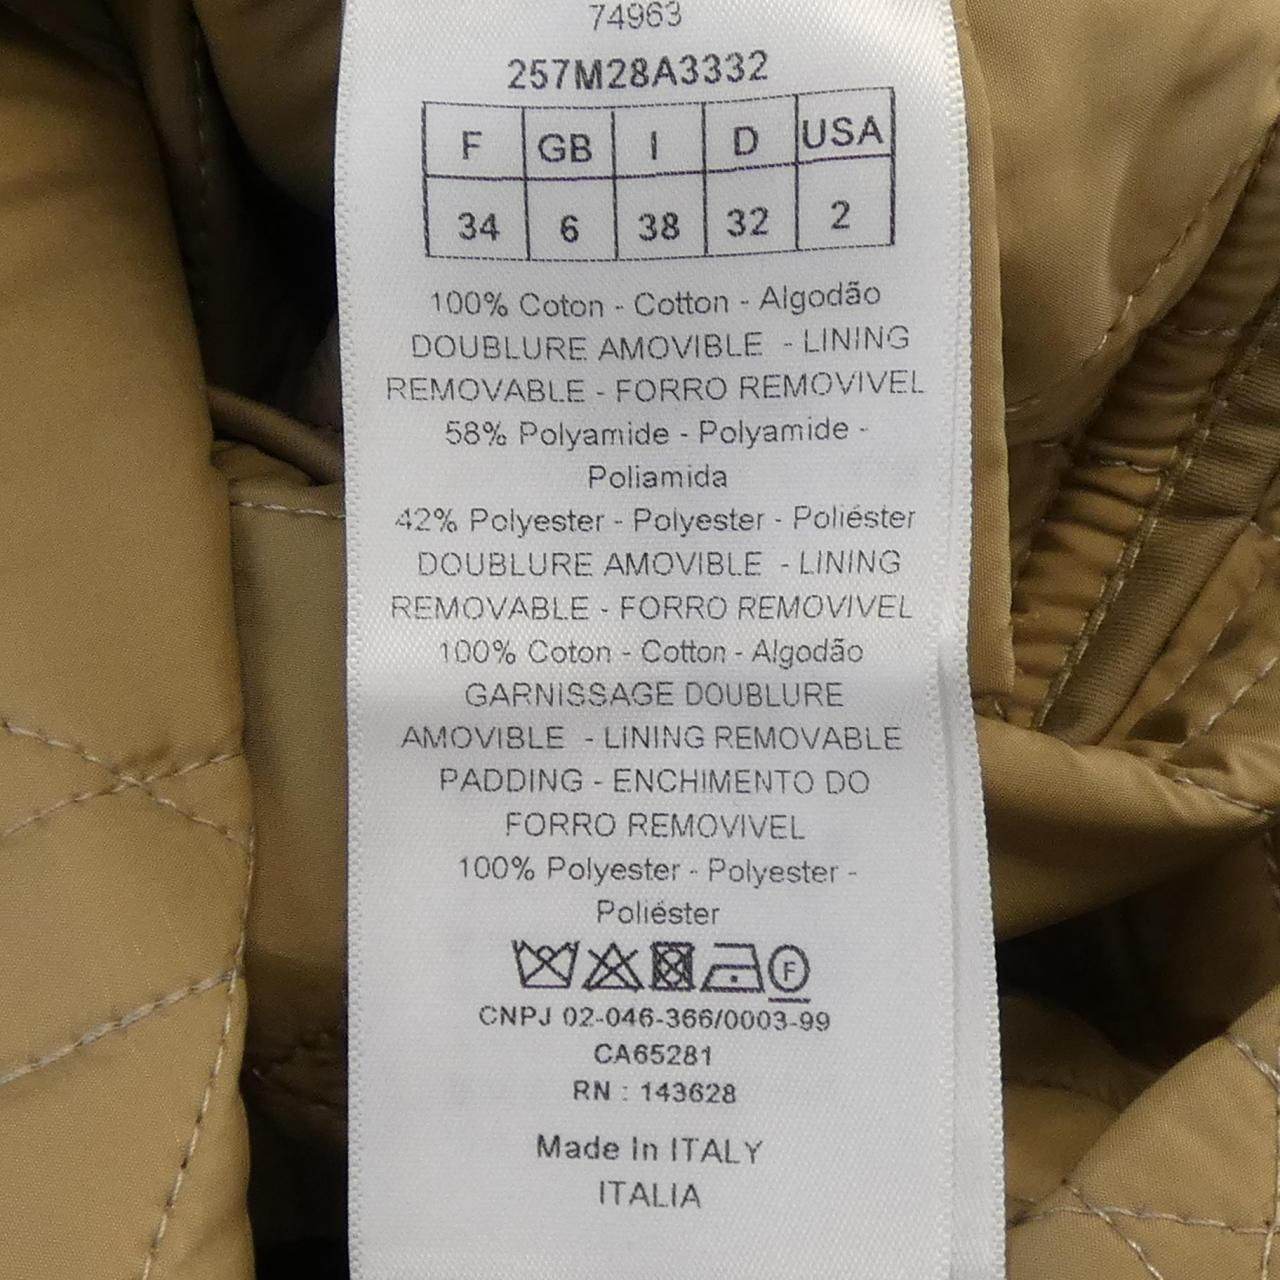 74963
257M28A3332
F GB I D USA
34 6 38 32 2
100% Coton - Cotton - Algodão
DOUBLURE AMOVIBLE - LINING
REMOVABLE - FORRO REMOVIVEL
58% Polyamide - Polyamide -
Poliamida
42% Polyester - Polyester - Poliéster
DOUBLURE AMOVIBLE - LINING
REMOVABLE - FORRO REMOVIVEL
100% Coton - Cotton - Algodão
GARNISSAGE DOUBLURE
AMOVIBLE - LINING REMOVABLE
PADDING - ENCHIMENTO DO
FORRO REMOVIVEL
100% Polyester - Polyester -
Poliéster
F
CNPJ 02-046-366/0003-99
CA65281
RN : 143628
Made In ITALY
ITALIA